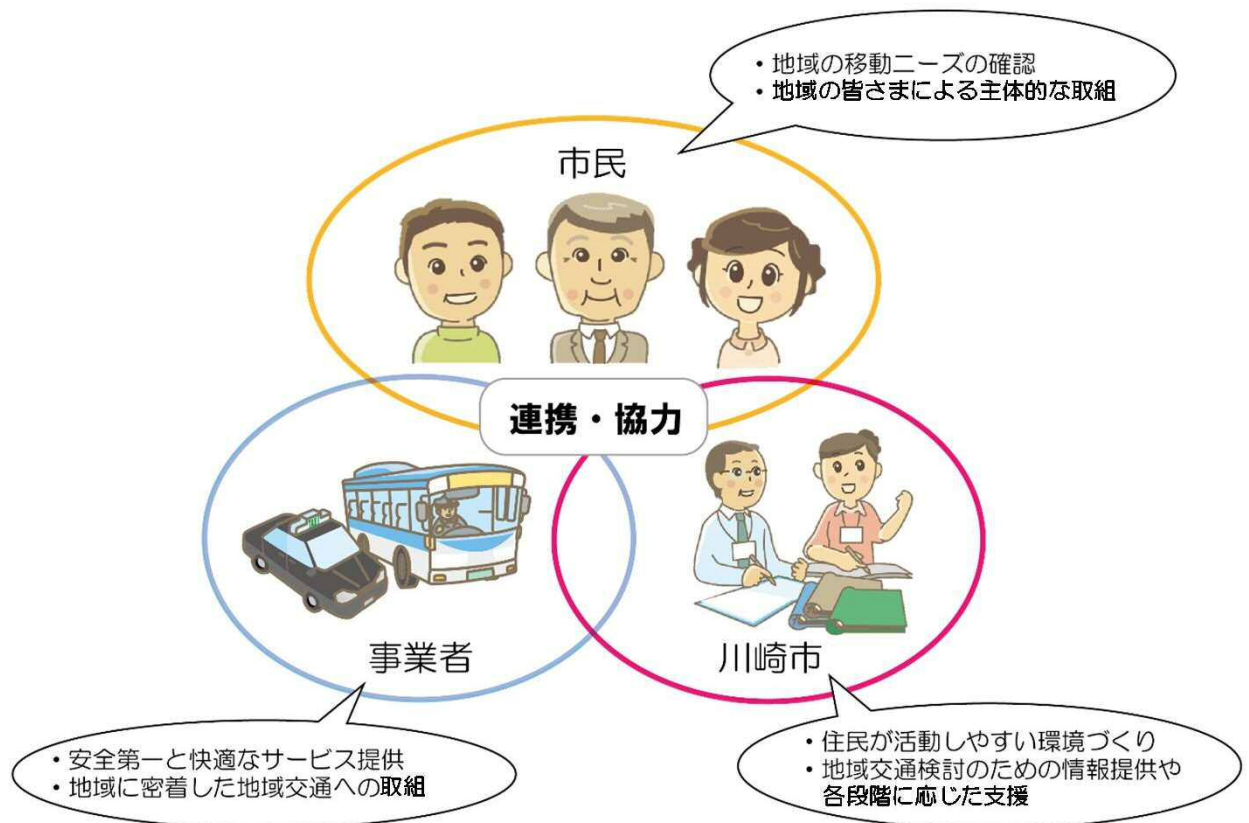 ・地域の移動ニーズの確認
・地域の皆さまによる主体的な取組
市民
連携・協力
事業者
川崎市
・安全第一と快適なサービス提供
・地域に密着した地域交通への取組
・住民が活動しやすい環境づくり
・地域交通検討のための情報提供や
各段階に応じた支援